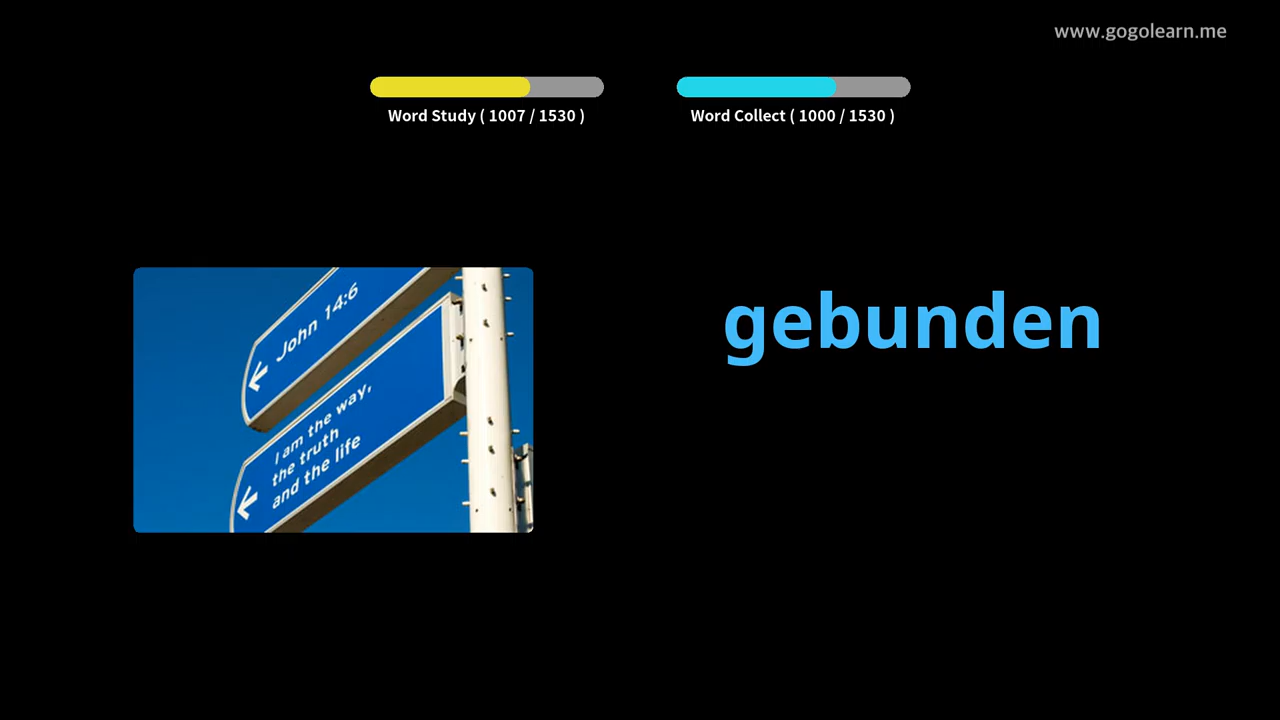 www.gogolearn.me
Word Study ( 1007 / 1530 )
Word Collect ( 1000 / 1530 )
gebunden
John 14:6
I am the way,
the truth
and the life